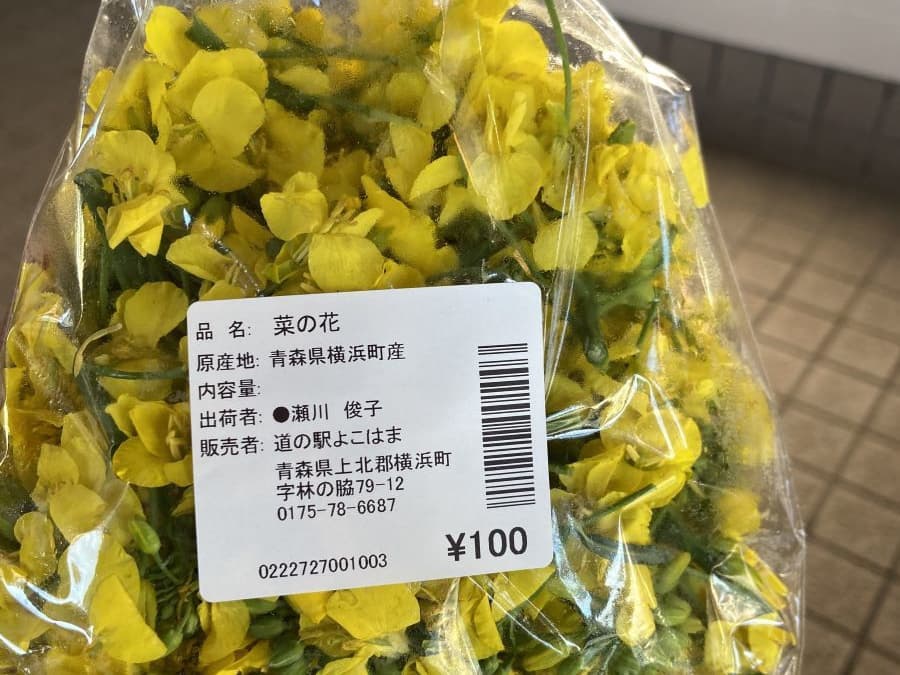 品 名: 菜の花
原産地: 青森県横浜町産
内容量:
出荷者: ●瀬川 俊子
販売者: 道の駅よこはま
青森県上北郡横浜町
字林の脇79-12
0175-78-6687
¥100
0222727001003